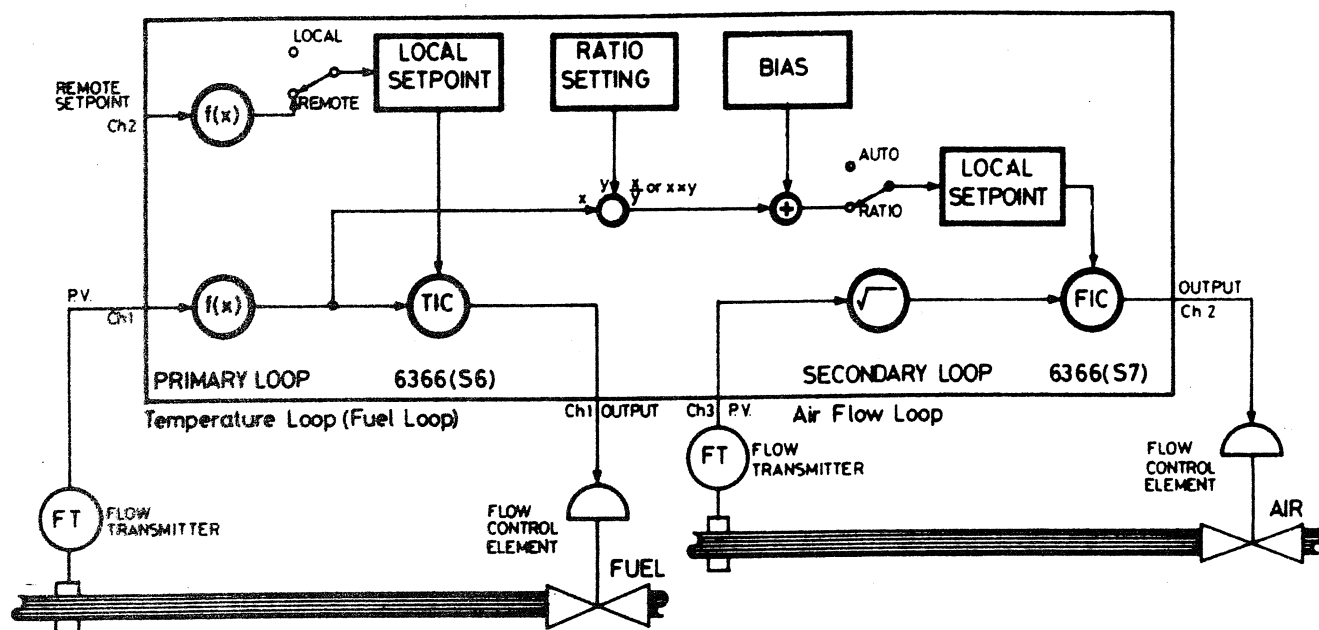 LOCAL
REMOTE
SETPOINT
Ch2
f(x)
REMOTE
LOCAL
SETPOINT
RATIO
SETTING
BIAS
x
y
x/y or x×y
+
AUTO
RATIO
LOCAL
SETPOINT
P.V.
Ch1
f(x)
TIC
√
FIC
OUTPUT
Ch 2
PRIMARY LOOP
6366(S6)
SECONDARY LOOP
6366(S7)
Temperature Loop (Fuel Loop)
Ch1 OUTPUT
Ch3 P.V.
Air Flow Loop
FT
FLOW
TRANSMITTER
FLOW
CONTROL
ELEMENT
FUEL
FT
FLOW
TRANSMITTER
FLOW
CONTROL
ELEMENT
AIR